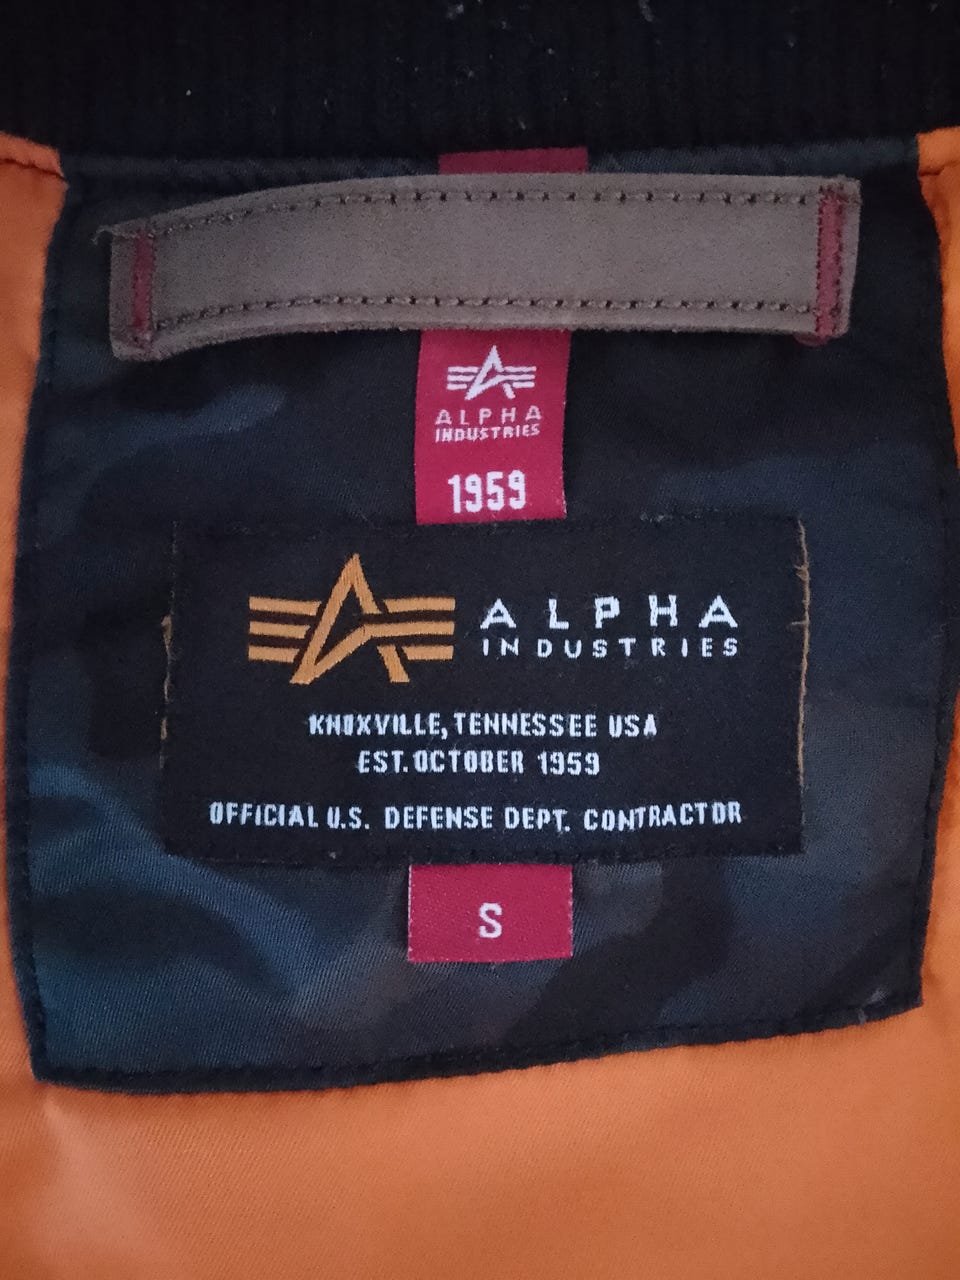 ALPHA
INDUSTRIES
1959
ALPHA
INDUSTRIES
KNOXVILLE, TENNESSEE USA
EST. OCTOBER 1959
OFFICIAL U.S. DEFENSE DEPT. CONTRACTOR
S